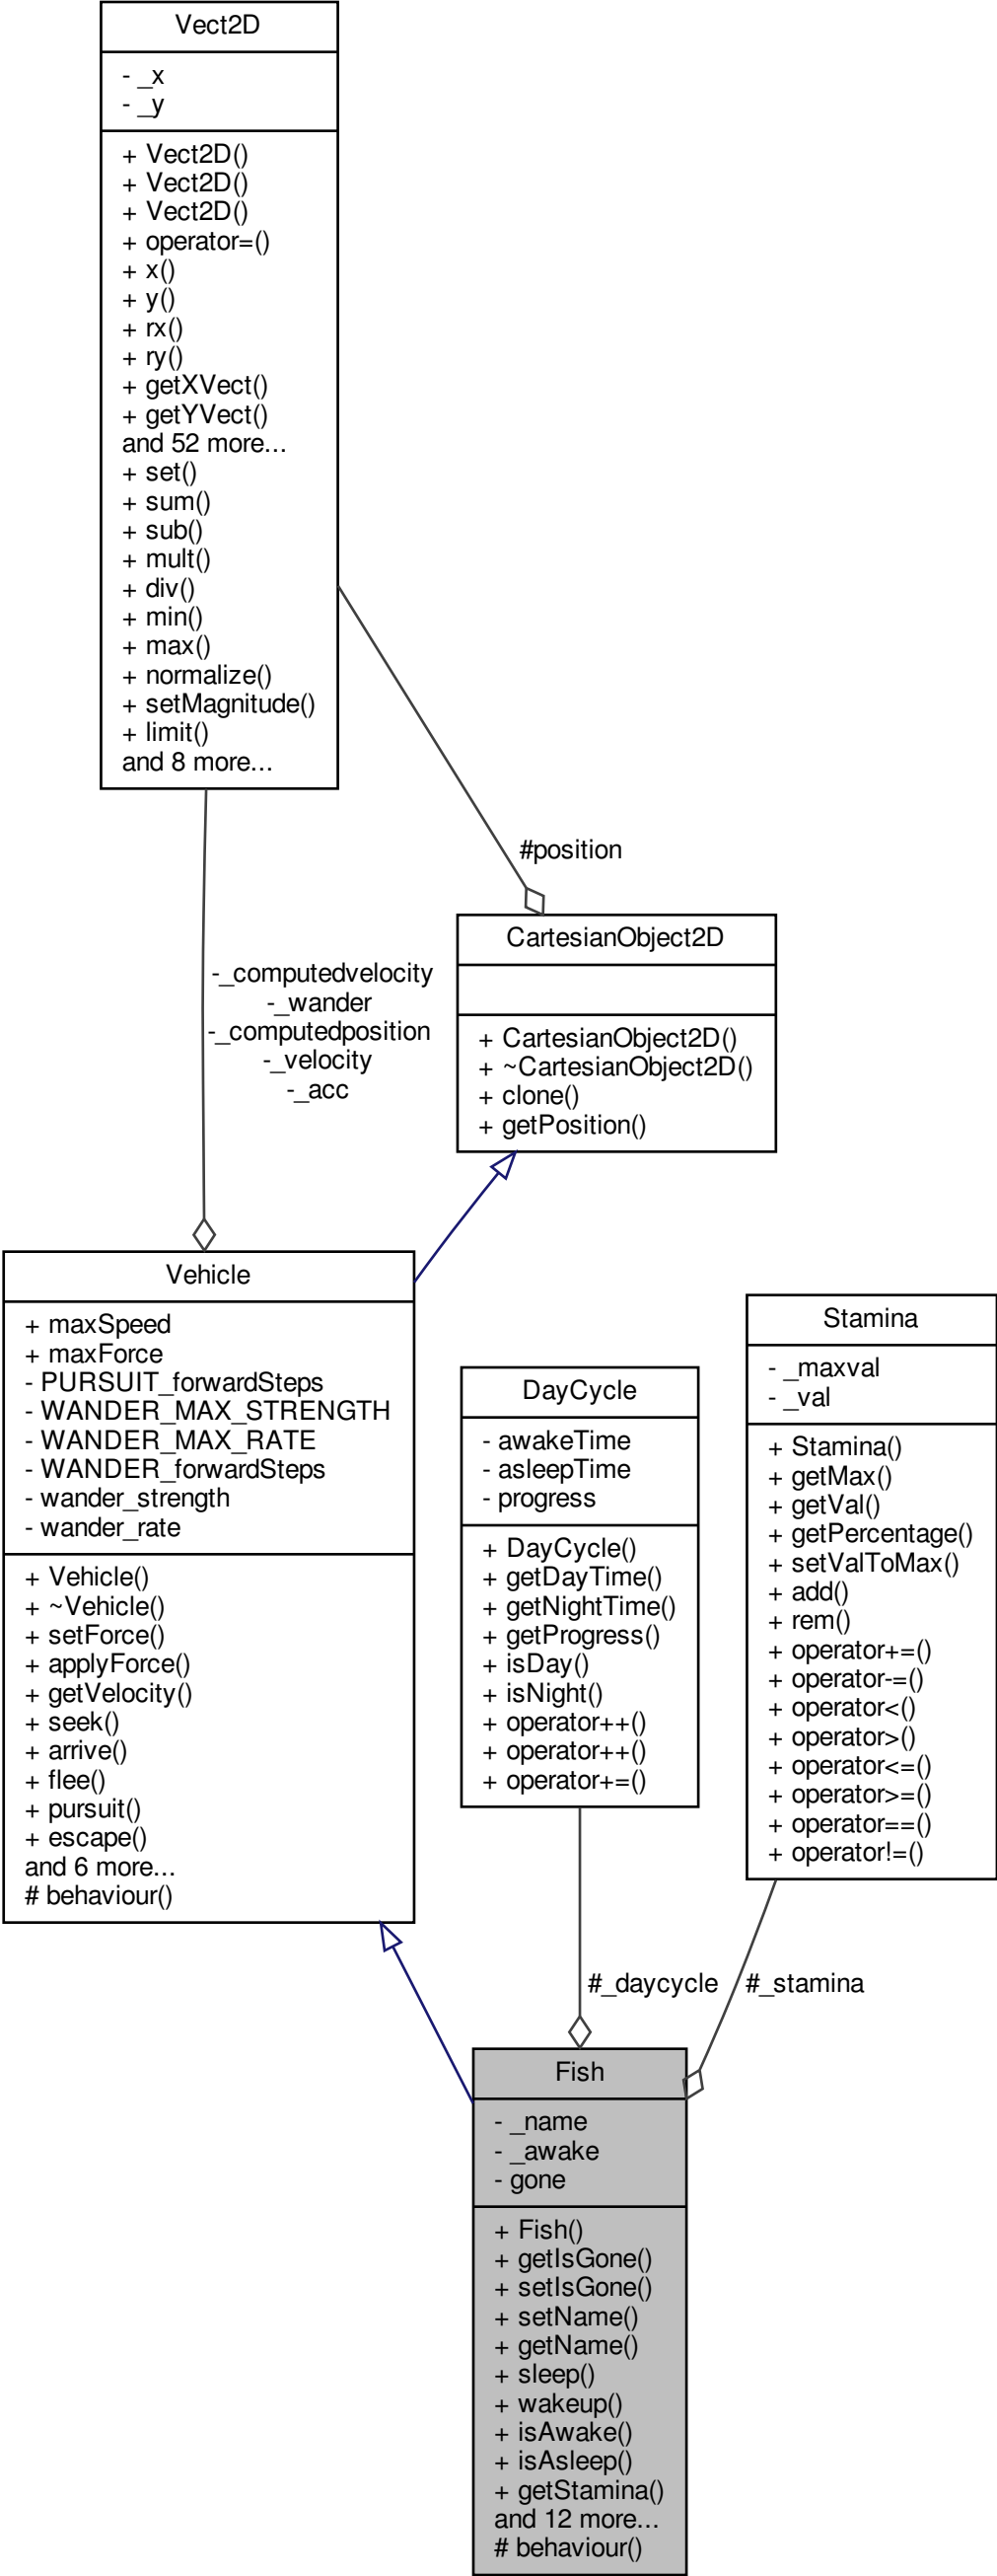 Vect2D
- _x
- _y
+ Vect2D()
+ Vect2D()
+ Vect2D()
+ operator=()
+ x()
+ y()
+ rx()
+ ry()
+ getXVect()
+ getYVect()
and 52 more...
+ set()
+ sum()
+ sub()
+ mult()
+ div()
+ min()
+ max()
+ normalize()
+ setMagnitude()
+ limit()
and 8 more...
#position
CartesianObject2D
+ CartesianObject2D()
+ ~CartesianObject2D()
+ clone()
+ getPosition()
-_computedvelocity
-_wander
-_computedposition
-_velocity
-_acc
Vehicle
+ maxSpeed
+ maxForce
- PURSUIT_forwardSteps
- WANDER_MAX_STRENGTH
- WANDER_MAX_RATE
- WANDER_forwardSteps
- wander_strength
- wander_rate
+ Vehicle()
+ ~Vehicle()
+ setForce()
+ applyForce()
+ getVelocity()
+ seek()
+ arrive()
+ flee()
+ pursuit()
+ escape()
and 6 more...
# behaviour()
DayCycle
- awakeTime
- asleepTime
- progress
+ DayCycle()
+ getDayTime()
+ getNightTime()
+ getProgress()
+ isDay()
+ isNight()
+ operator++()
+ operator++()
+ operator+=()
Stamina
- _maxval
- _val
+ Stamina()
+ getMax()
+ getVal()
+ getPercentage()
+ setValToMax()
+ add()
+ rem()
+ operator+=()
+ operator-=()
+ operator<()
+ operator>()
+ operator<=()
+ operator>=()
+ operator==()
+ operator!=()
#_daycycle
#_stamina
Fish
- _name
- _awake
- gone
+ Fish()
+ getIsGone()
+ setIsGone()
+ setName()
+ getName()
+ sleep()
+ wakeup()
+ isAwake()
+ isAsleep()
+ getStamina()
and 12 more...
# behaviour()